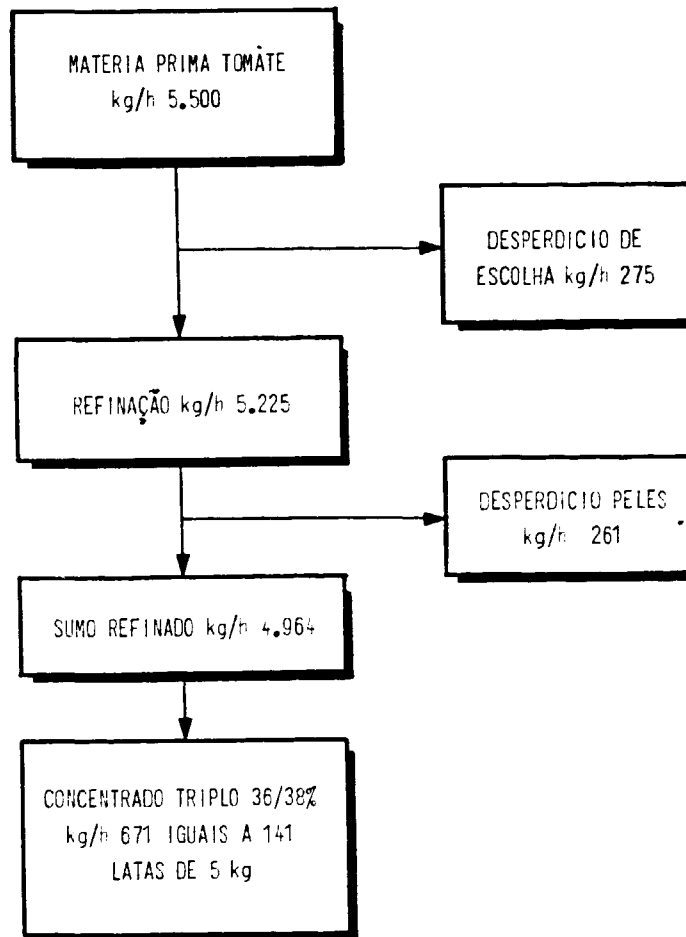 MATERIA PRIMA TOMATE
kg/h 5.500
DESPERDICIO DE
ESCOLHA kg/h 275
REFINAÇÃO kg/h 5.225
DESPERDICIO PELES
kg/h 261
SUMO REFINADO kg/h 4.964
CONCENTRADO TRIPLO 36/38%
kg/h 671 IGUAIS A 141
LATAS DE 5 kg